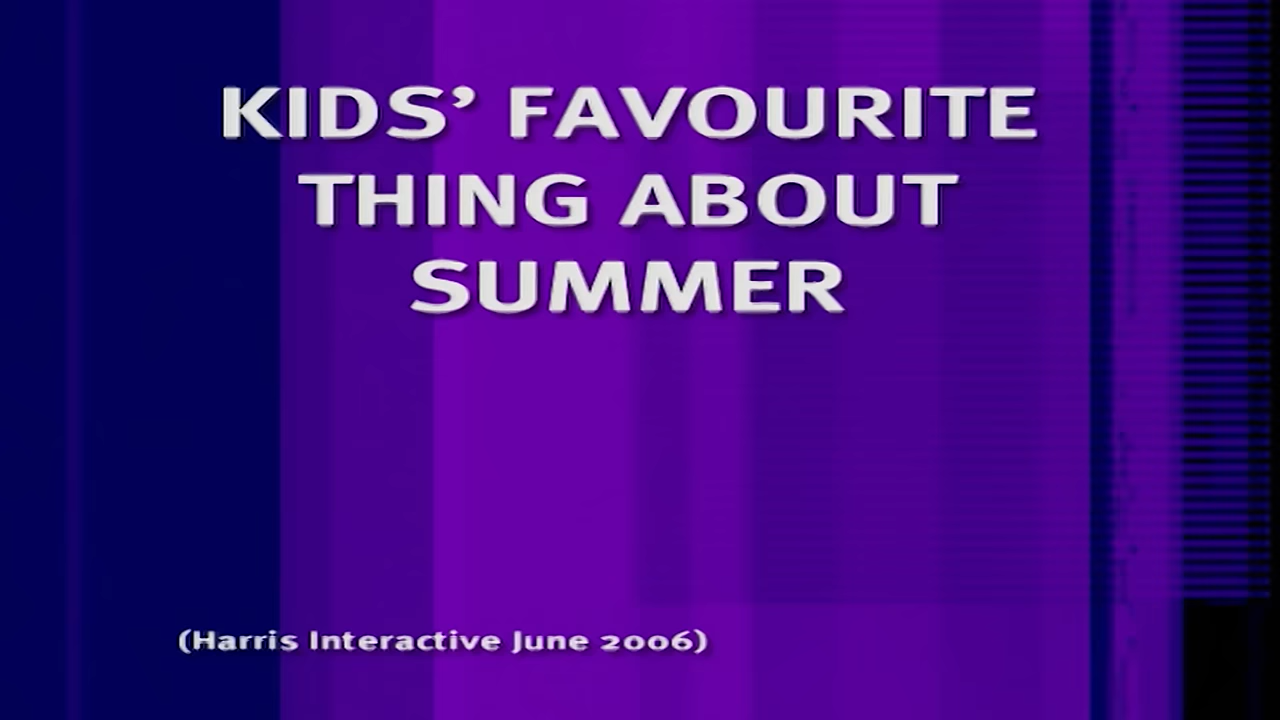 KIDS’ FAVOURITE
THING ABOUT
SUMMER
(Harris Interactive June 2006)